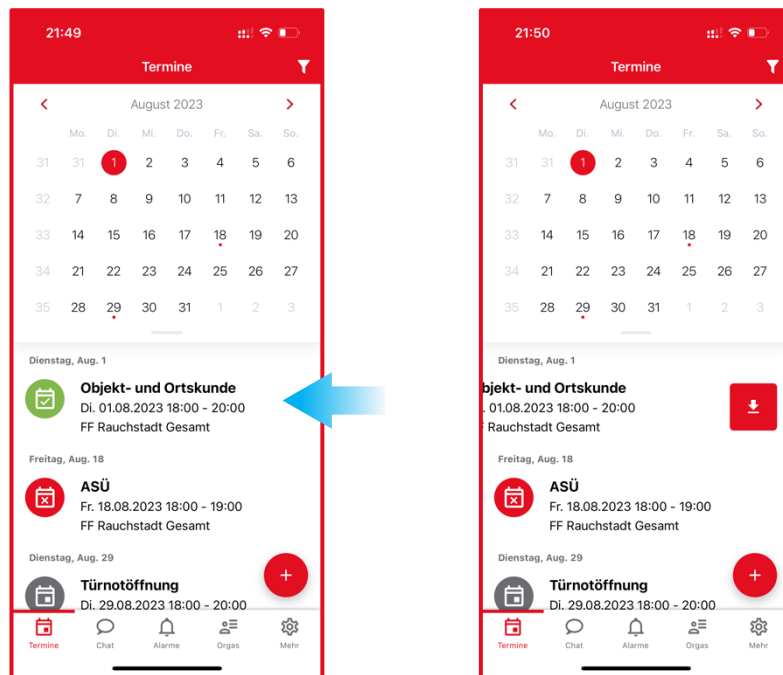 21:49
Termine
August 2023
Mo. Di. Mi. Do. Fr. Sa. So.
31 31 1 2 3 4 5 6
32 7 8 9 10 11 12 13
33 14 15 16 17 18 19 20
34 21 22 23 24 25 26 27
35 28 29 30 31 1 2 3
Dienstag, Aug. 1
Objekt- und Ortskunde
Di. 01.08.2023 18:00 - 20:00
FF Rauchstadt Gesamt
Freitag, Aug. 18
ASÜ
Fr. 18.08.2023 18:00 - 19:00
FF Rauchstadt Gesamt
Dienstag, Aug. 29
Türnotöffnung
Di. 29.08.2023 18:00 - 20:00
Termine Chat Alarme Orgas Mehr
21:50
Termine
August 2023
Mo. Di. Mi. Do. Fr. Sa. So.
31 31 1 2 3 4 5 6
32 7 8 9 10 11 12 13
33 14 15 16 17 18 19 20
34 21 22 23 24 25 26 27
35 28 29 30 31 1 2 3
Dienstag, Aug. 1
bjekt- und Ortskunde
. 01.08.2023 18:00 - 20:00
Rauchstadt Gesamt
Freitag, Aug. 18
ASÜ
Fr. 18.08.2023 18:00 - 19:00
FF Rauchstadt Gesamt
Dienstag, Aug. 29
Türnotöffnung
Di. 29.08.2023 18:00 - 20:00
Termine Chat Alarme Orgas Mehr